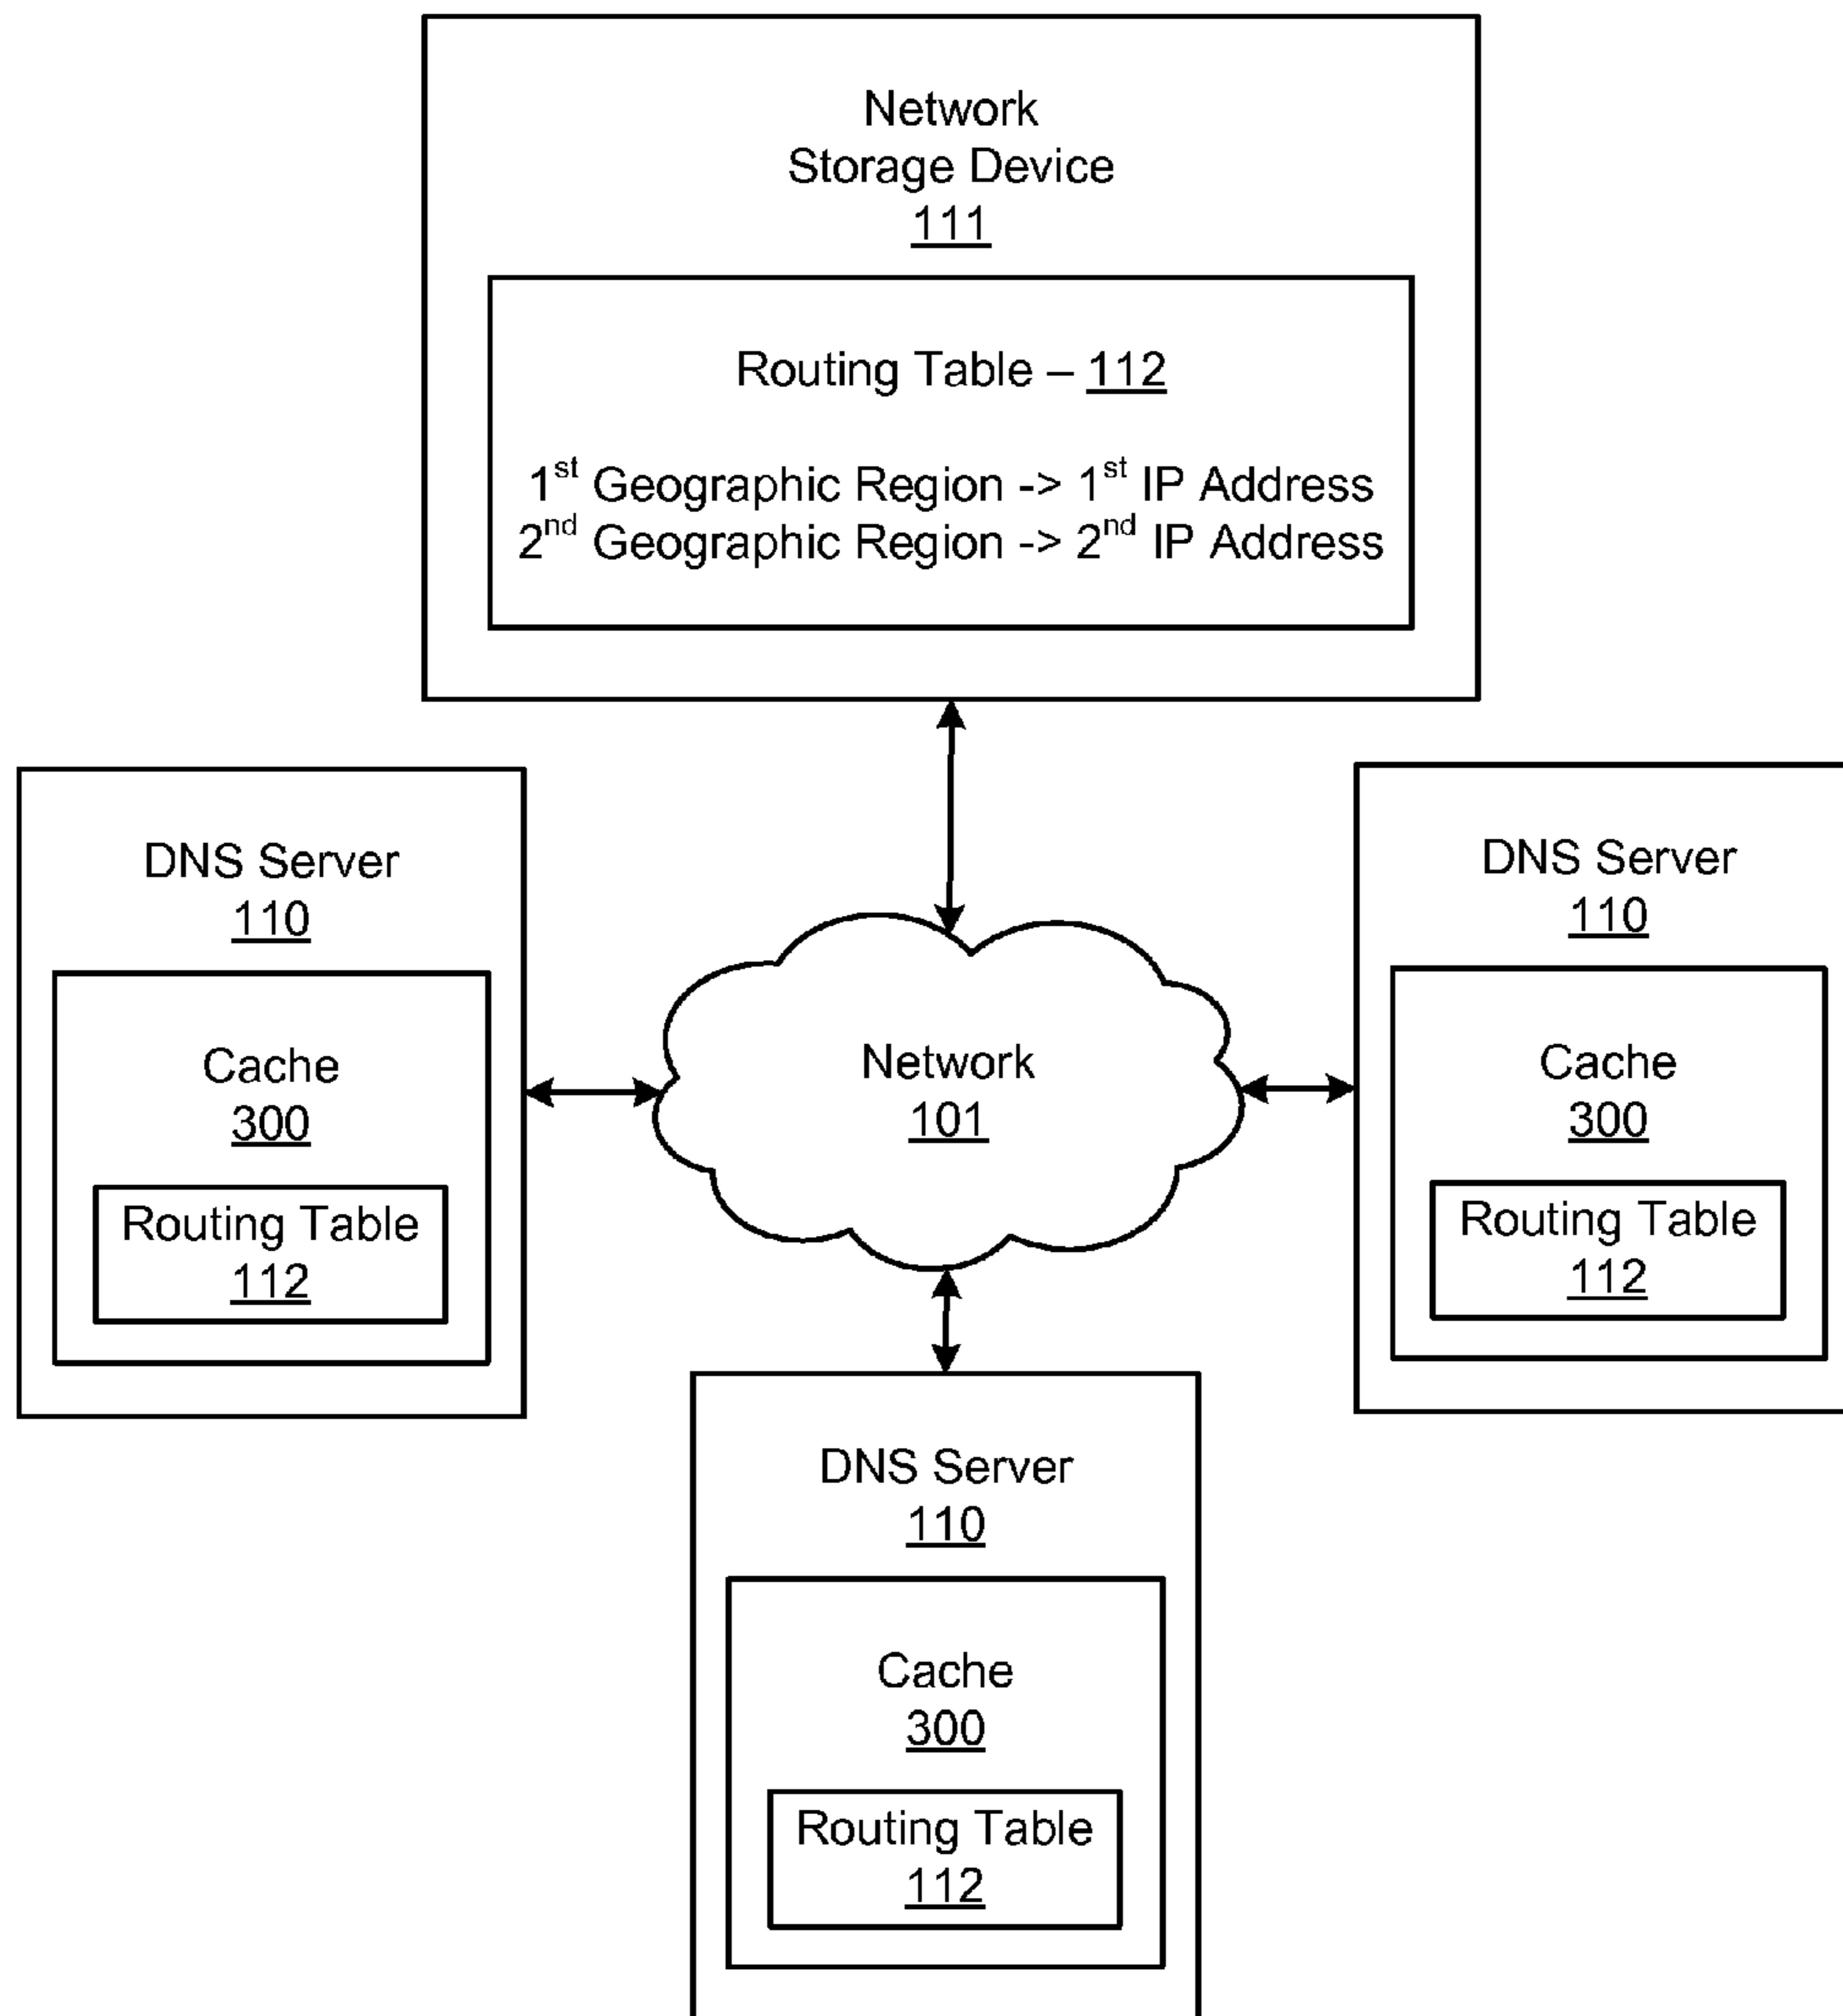 Network
Storage Device
111
Routing Table – 112
1st Geographic Region -> 1st IP Address
2nd Geographic Region -> 2nd IP Address
DNS Server
110
Cache
300
Routing Table
112
Network
101
DNS Server
110
Cache
300
Routing Table
112
DNS Server
110
Cache
300
Routing Table
112